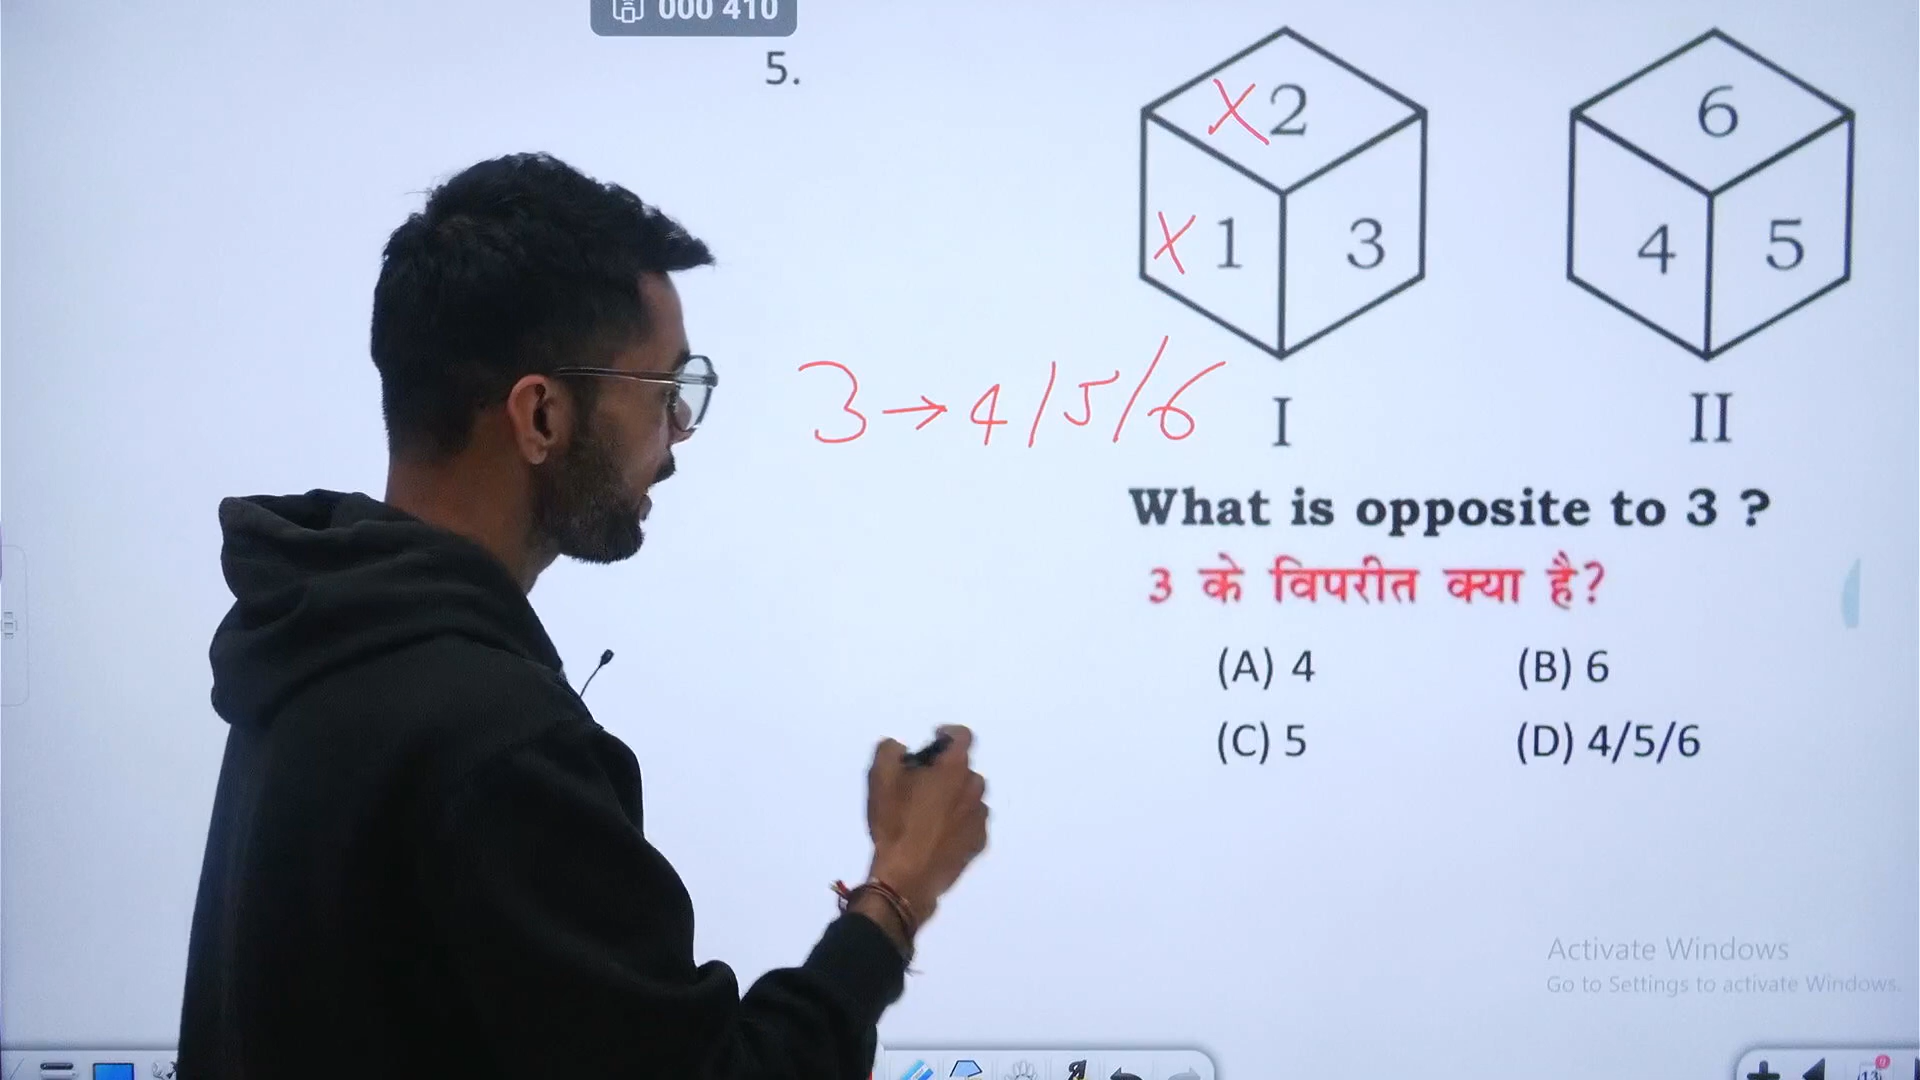 000 410
5.
X 2
X 1
3
6
4
5
3 → 4/5/6
I
II
What is opposite to 3 ?
3 के विपरीत क्या है?
(A) 4
(B) 6
(C) 5
(D) 4/5/6
Activate Windows
Go to Settings to activate Windows.